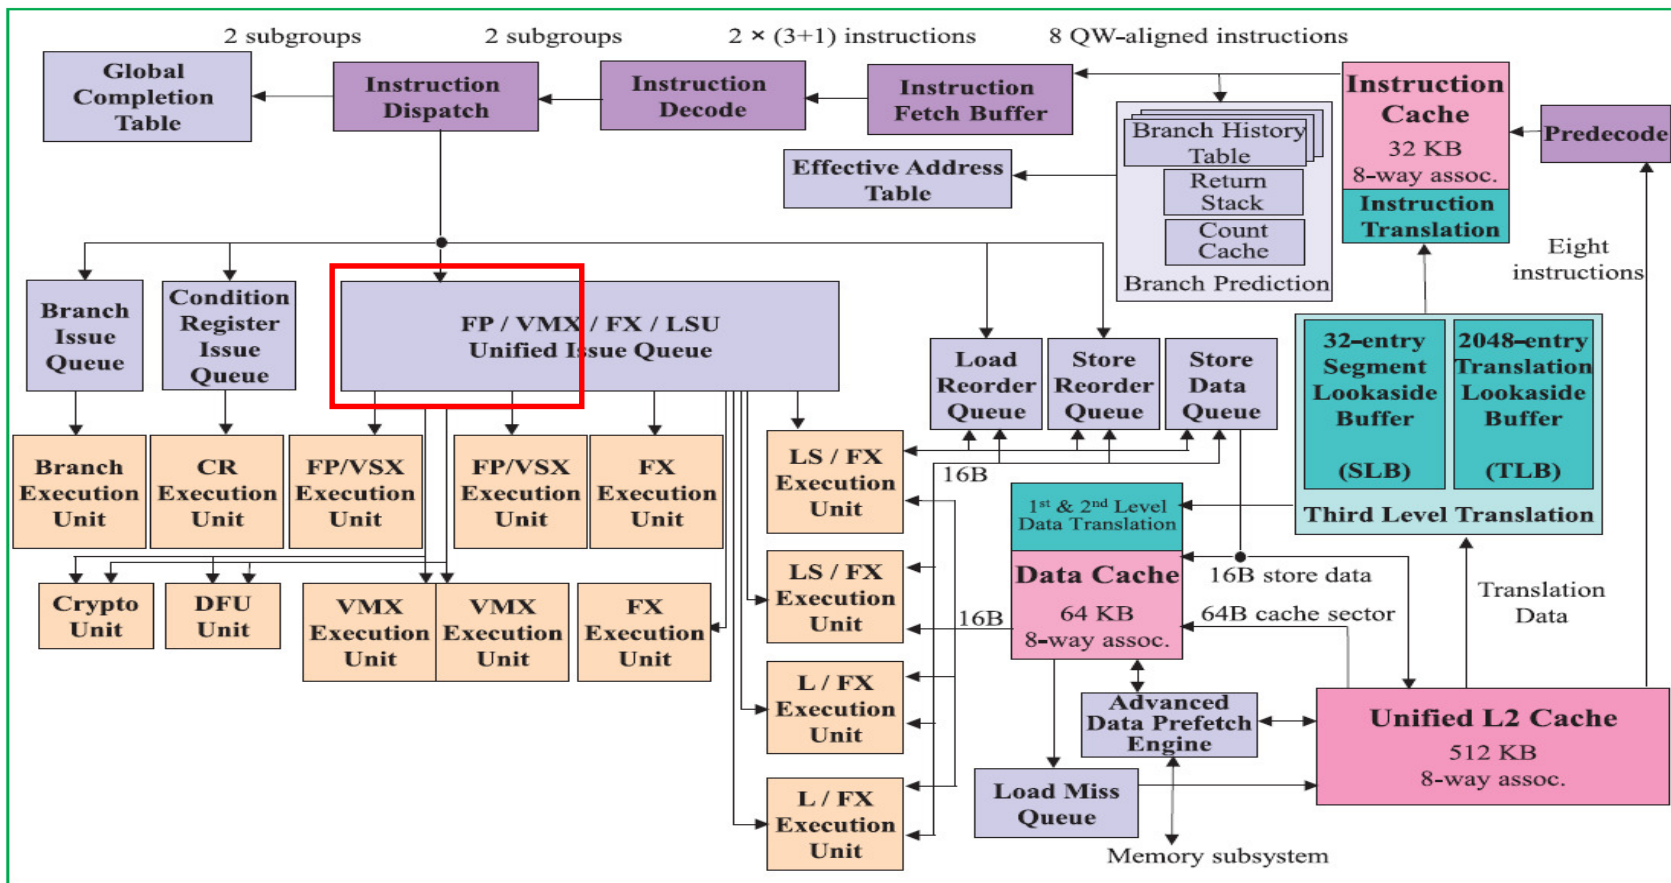 2 subgroups
2 subgroups
2 × (3+1) instructions
8 QW-aligned instructions
Global
Completion
Table
Instruction
Dispatch
Instruction
Decode
Instruction
Fetch Buffer
Instruction
Cache
32 KB
8-way assoc.
Instruction
Translation
Predecode
Branch History
Table
Return
Stack
Count
Cache
Branch Prediction
Effective Address
Table
Eight
instructions
Branch
Issue
Queue
Condition
Register
Issue
Queue
FP / VMX / FX / LSU
Unified Issue Queue
Load
Reorder
Queue
Store
Reorder
Queue
Store
Data
Queue
32-entry
Segment
Lookaside
Buffer
(SLB)
2048-entry
Translation
Lookaside
Buffer
(TLB)
Third Level Translation
Branch
Execution
Unit
CR
Execution
Unit
FP/VSX
Execution
Unit
FP/VSX
Execution
Unit
FX
Execution
Unit
LS / FX
Execution
Unit
16B
1st & 2nd Level
Data Translation
Data Cache
64 KB
8-way assoc.
16B store data
64B cache sector
Translation
Data
Crypto
Unit
DFU
Unit
VMX
Execution
Unit
VMX
Execution
Unit
FX
Execution
Unit
LS / FX
Execution
Unit
16B
L / FX
Execution
Unit
Advanced
Data Prefetch
Engine
Unified L2 Cache
512 KB
8-way assoc.
L / FX
Execution
Unit
Load Miss
Queue
Memory subsystem